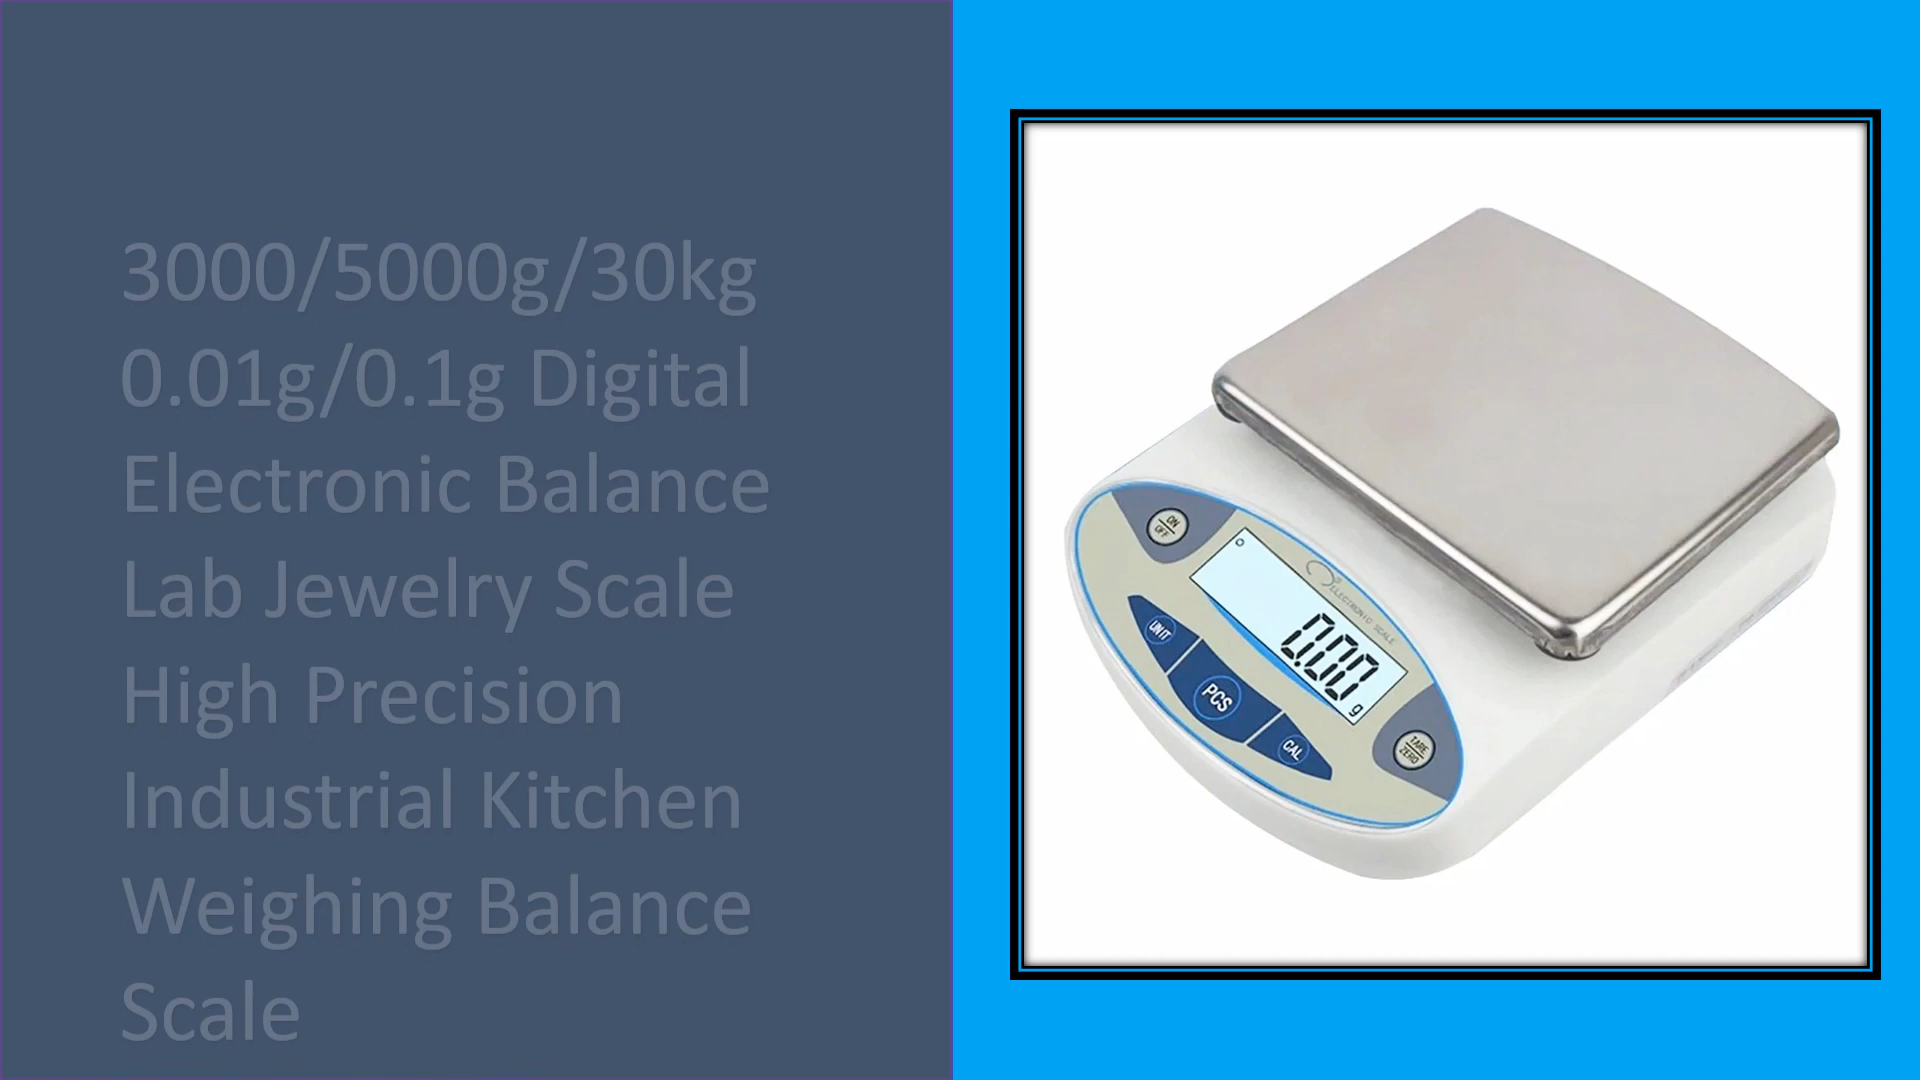 3000/5000g/30kg
0.01g/0.1g Digital
Electronic Balance
Lab Jewelry Scale
High Precision
Industrial Kitchen
Weighing Balance
Scale
ON
OFF
ELECTRONIC SCALE
0.00
g
UNIT
PCS
CAL
TARE
ZERO